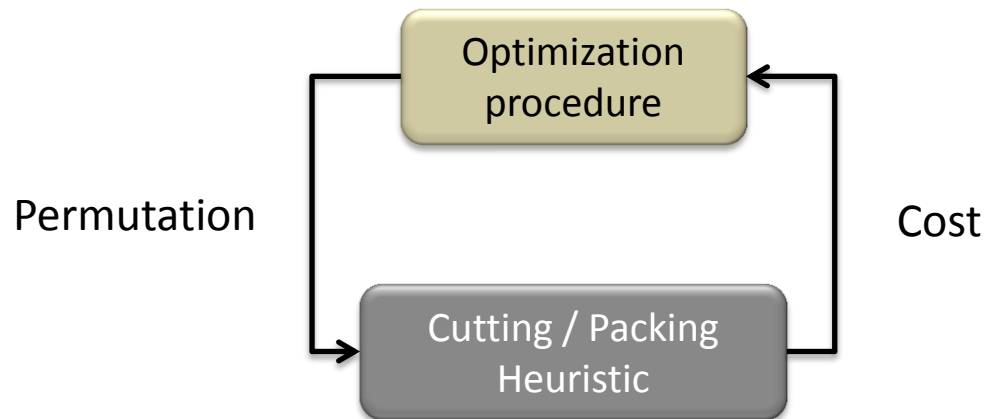 Optimization
procedure
Permutation
Cost
Cutting / Packing
Heuristic